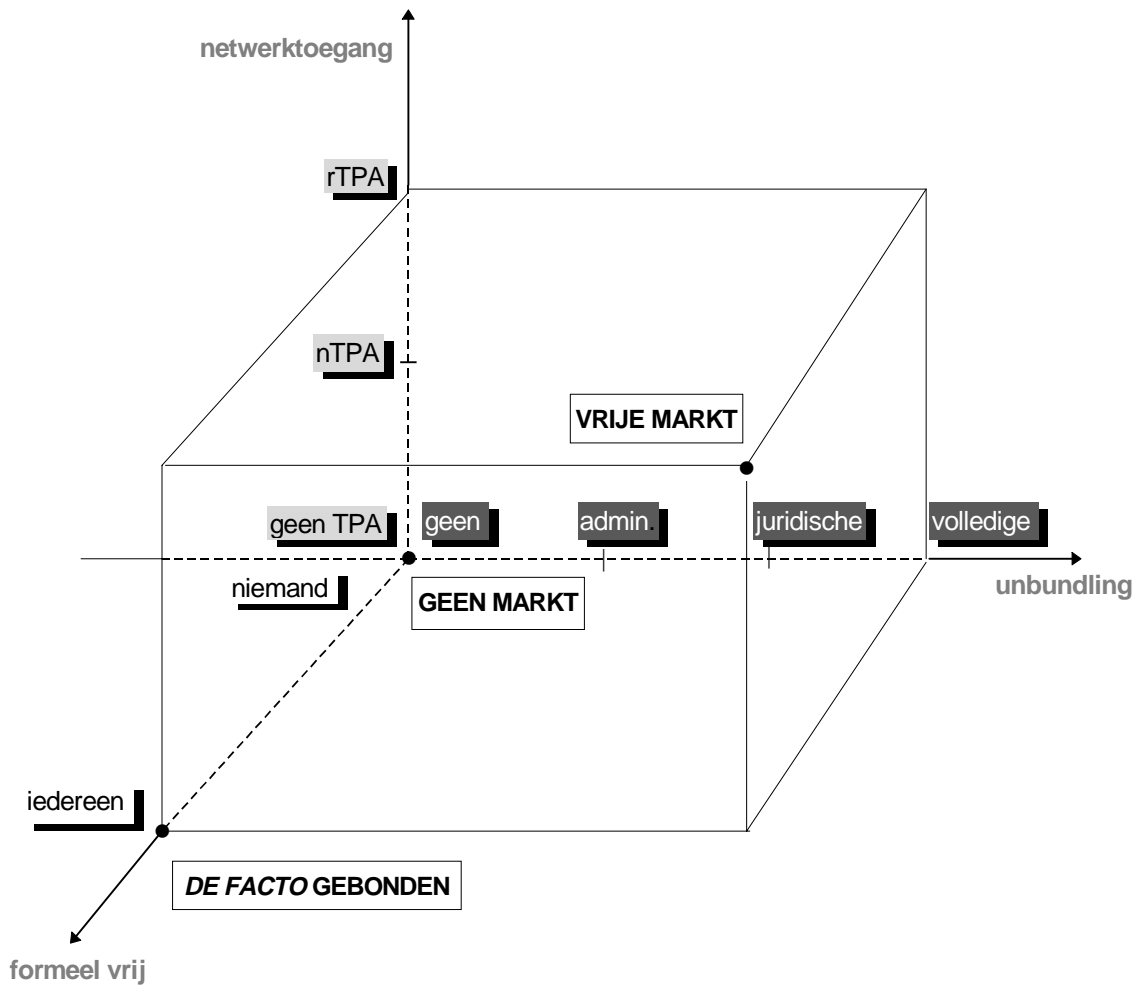 netwerktoegang
rTPA
nTPA
VRIJE MARKT
geen TPA
geen
admin.
juridische
volledige
niemand
GEEN MARKT
unbundling
iedereen
DE FACTO GEBONDEN
formeel vrij